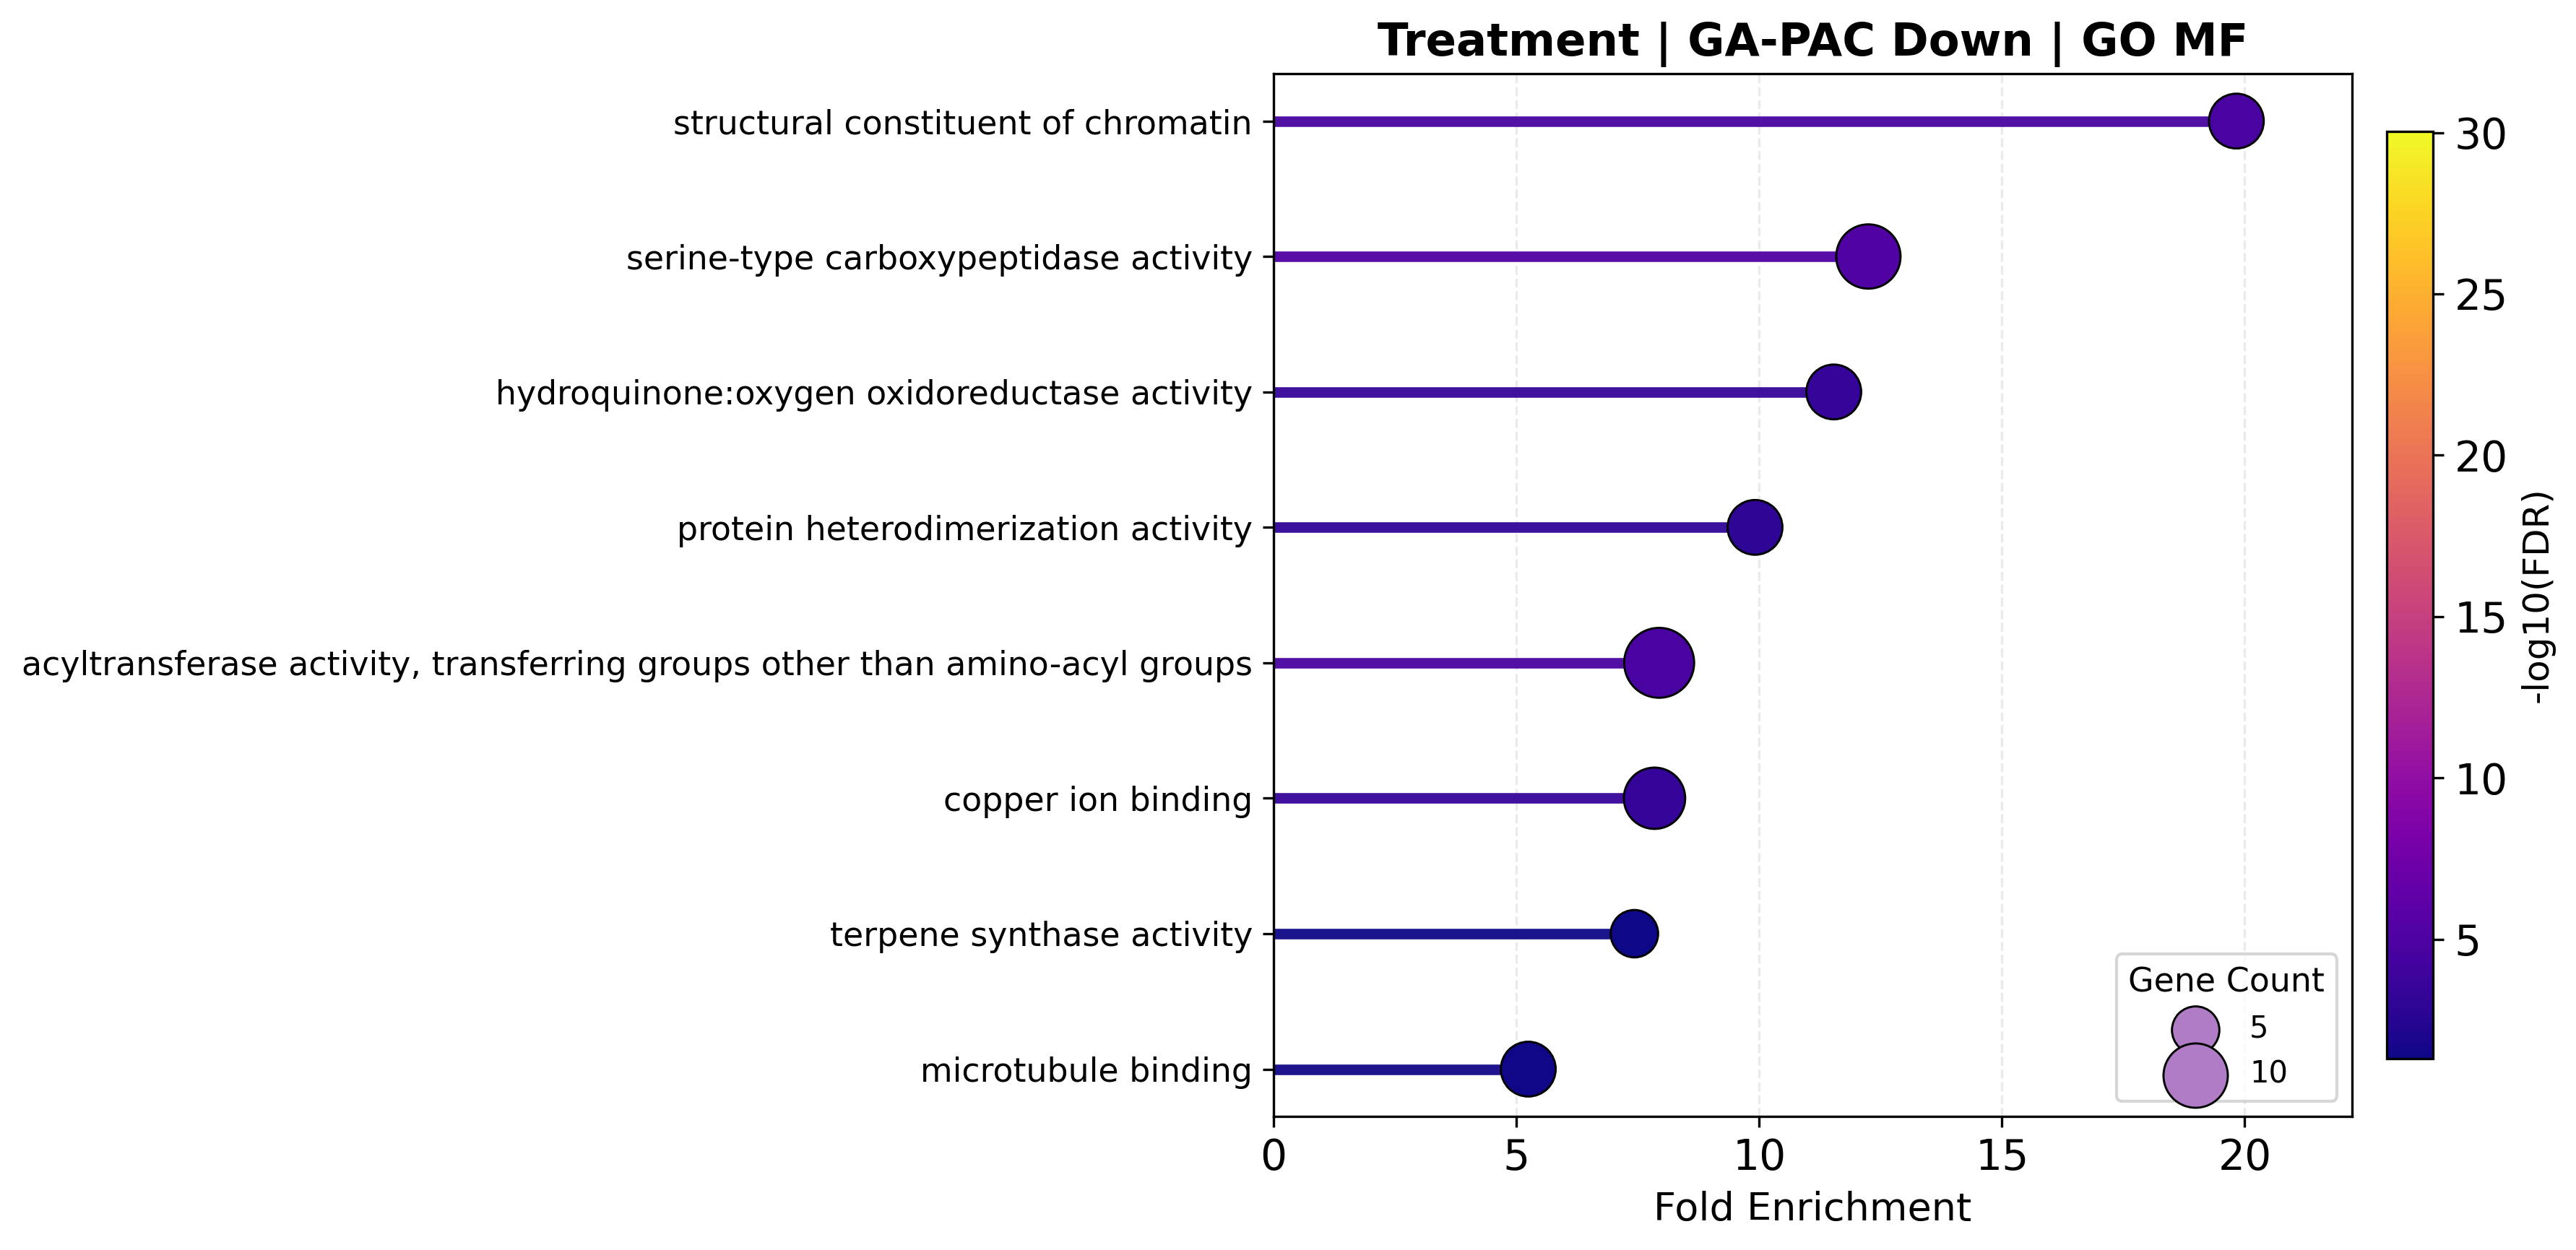 Treatment | GA-PAC Down | GO MF
structural constituent of chromatin
serine-type carboxypeptidase activity
hydroquinone:oxygen oxidoreductase activity
protein heterodimerization activity
acyltransferase activity, transferring groups other than amino-acyl groups
copper ion binding
terpene synthase activity
microtubule binding
0 5 10 15 20
Fold Enrichment
Gene Count
5
10
30
25
20
15
10
5
-log10(FDR)